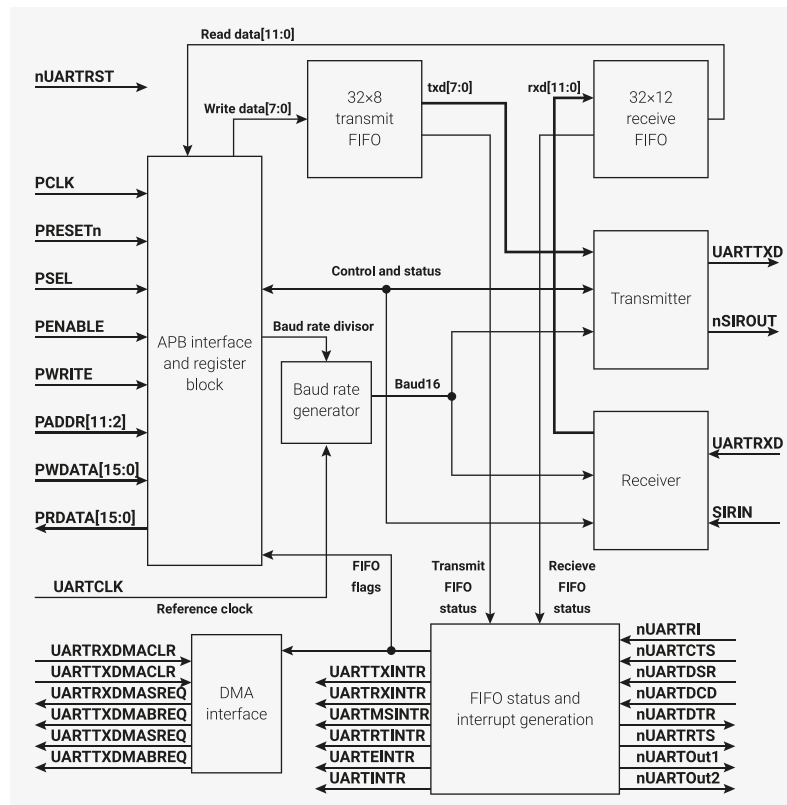 Read data[11:0]
nUARTRST
Write data[7:0]
32×8
transmit
FIFO
txd[7:0]
rxd[11:0]
32×12
receive
FIFO
PCLK
PRESETn
PSEL
PENABLE
PWRITE
PADDR[11:2]
PWDATA[15:0]
PRDATA[15:0]
APB interface
and register
block
Control and status
Baud rate divisor
Baud rate
generator
Baud16
Transmitter
UARTTXD
nSIROUT
Receiver
UARTRXD
SIRIN
UARTCLK
Reference clock
FIFO
flags
Transmit
FIFO
status
Recieve
FIFO
status
UARTRXDMACLR
UARTTXDMACLR
UARTRXDMASREQ
UARTTXDMABREQ
UARTTXDMASREQ
UARTTXDMABREQ
DMA
interface
UARTTXINTR
UARTRXINTR
UARTMSINTR
UARTRTINTR
UARTEINTR
UARTINTR
FIFO status and
interrupt generation
nUARTRI
nUARTCTS
nUARTDSR
nUARTDCD
nUARTDTR
nUARTRTS
nUARTOut1
nUARTOut2